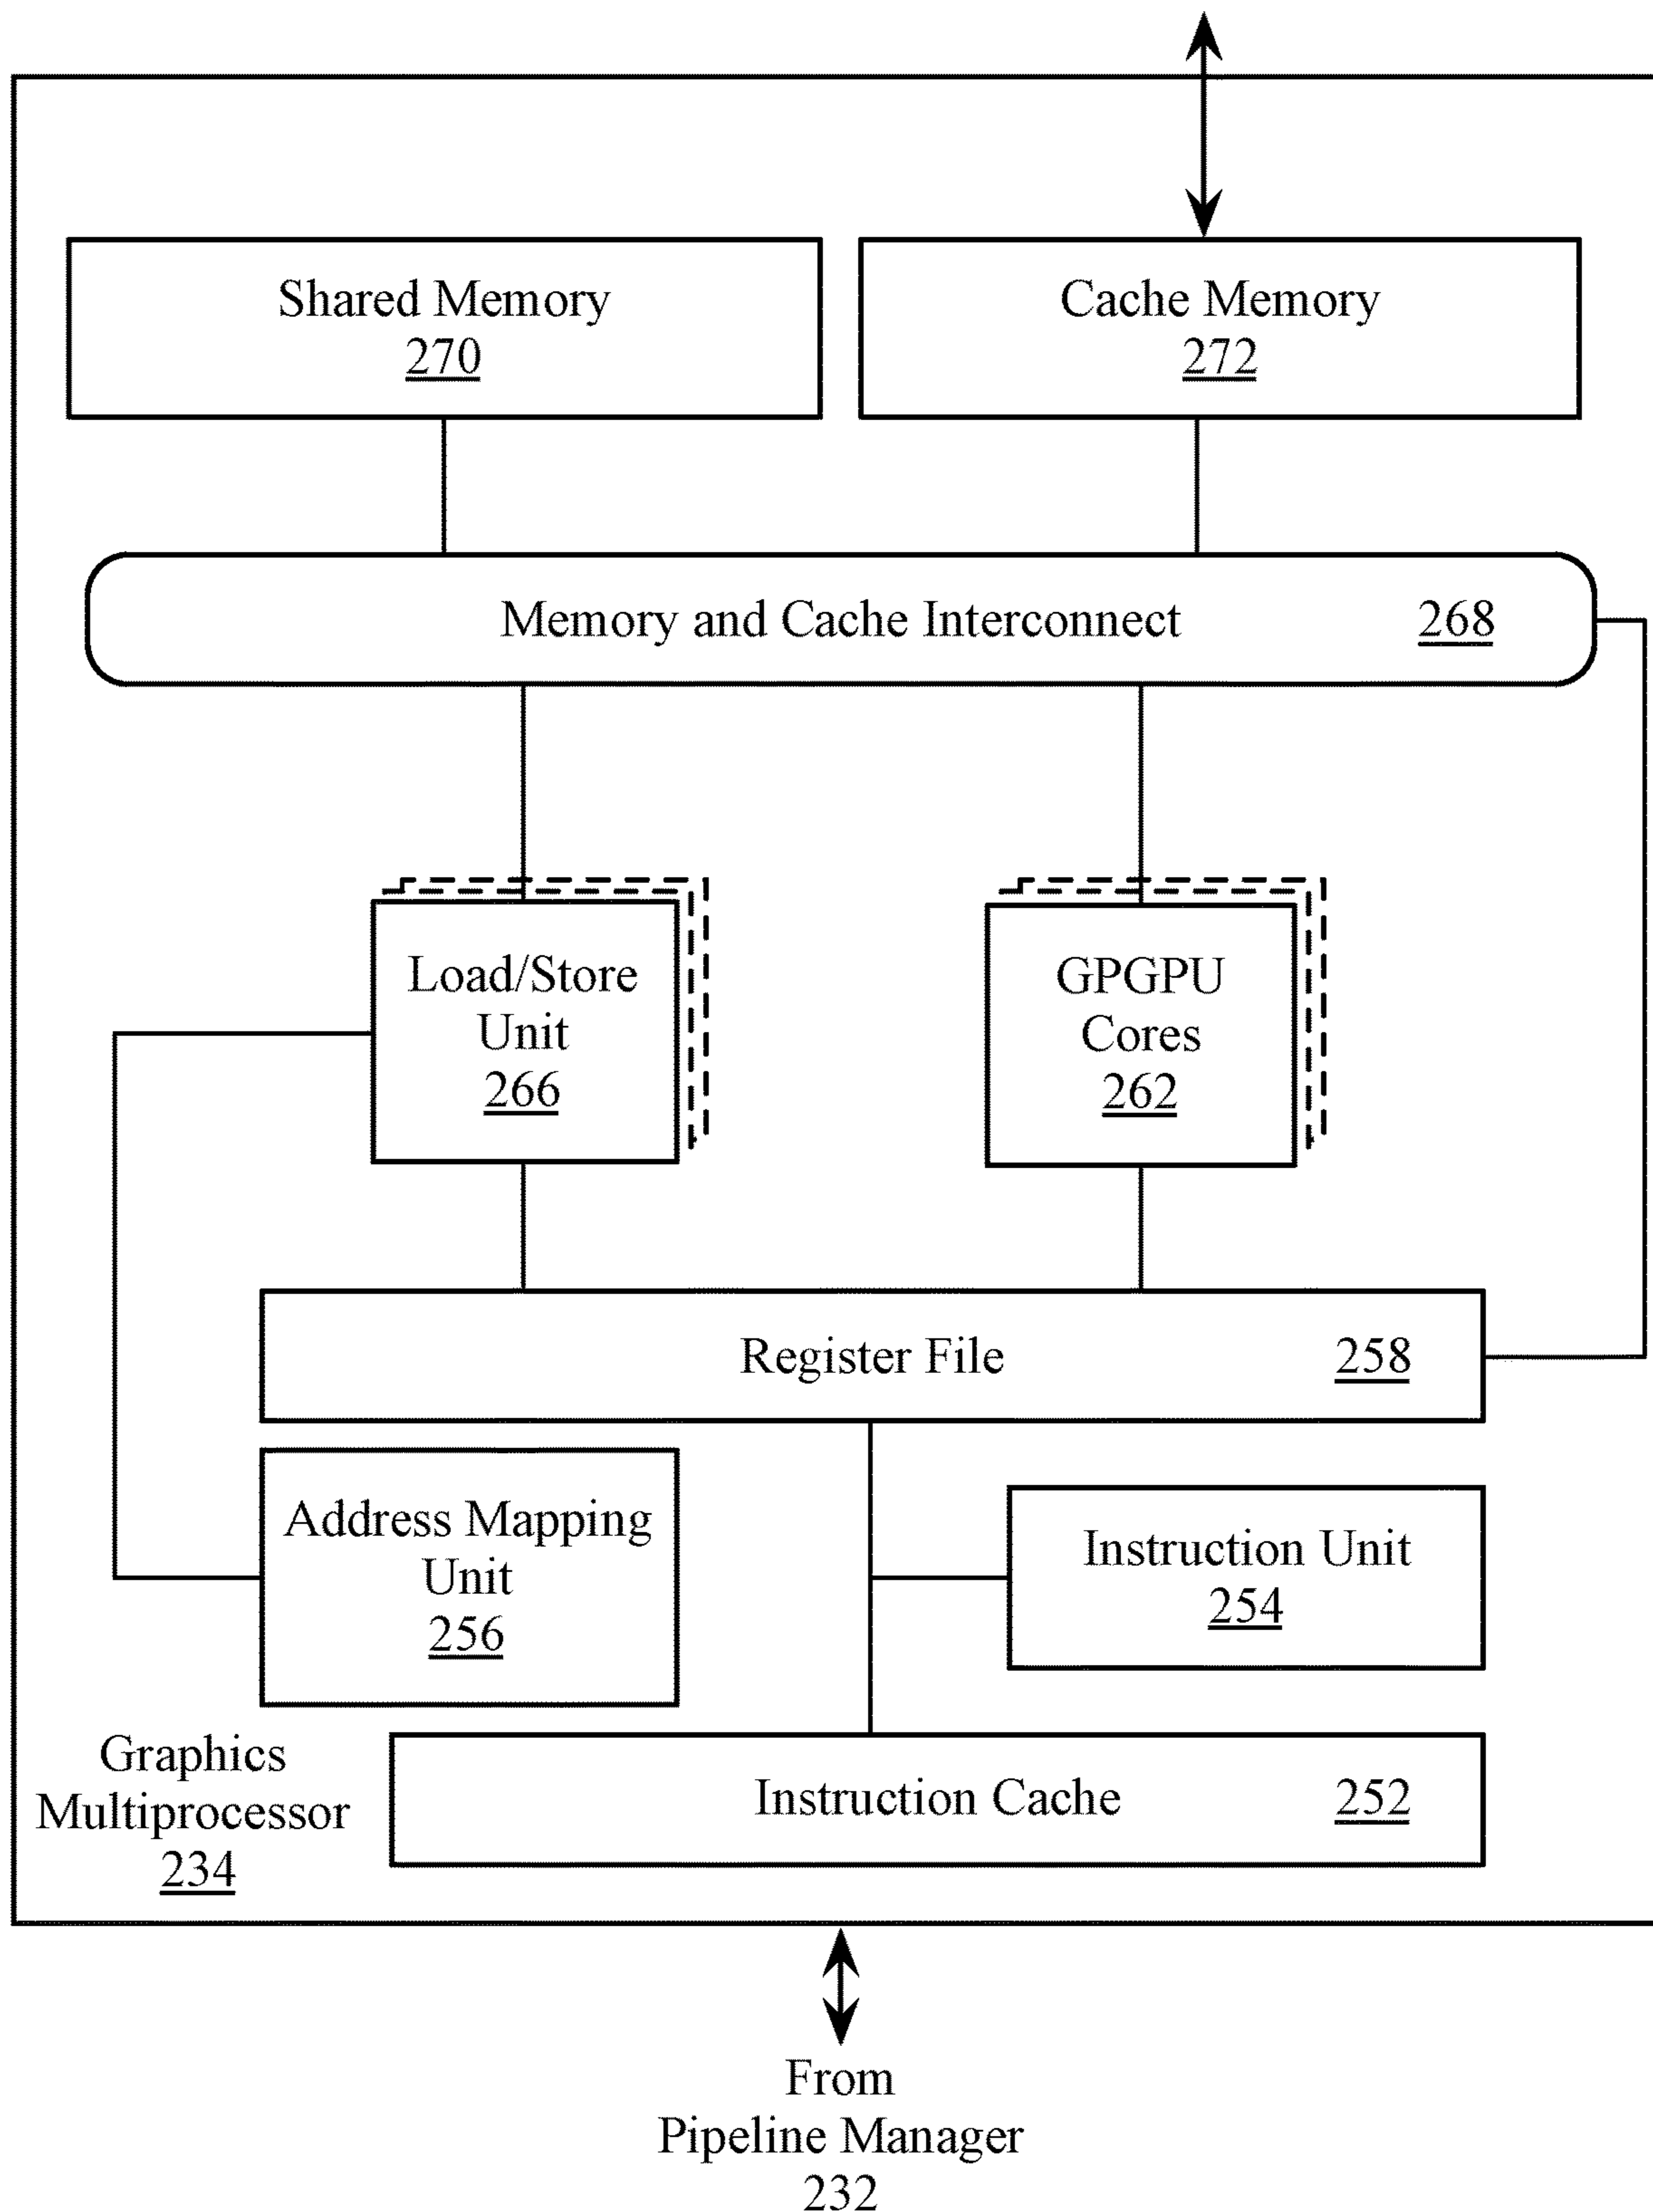 Shared Memory
270
Cache Memory
272
Memory and Cache Interconnect 268
Load/Store
Unit
266
GPGPU
Cores
262
Register File 258
Address Mapping
Unit
256
Instruction Unit
254
Graphics
Multiprocessor
234
Instruction Cache 252
From
Pipeline Manager
232